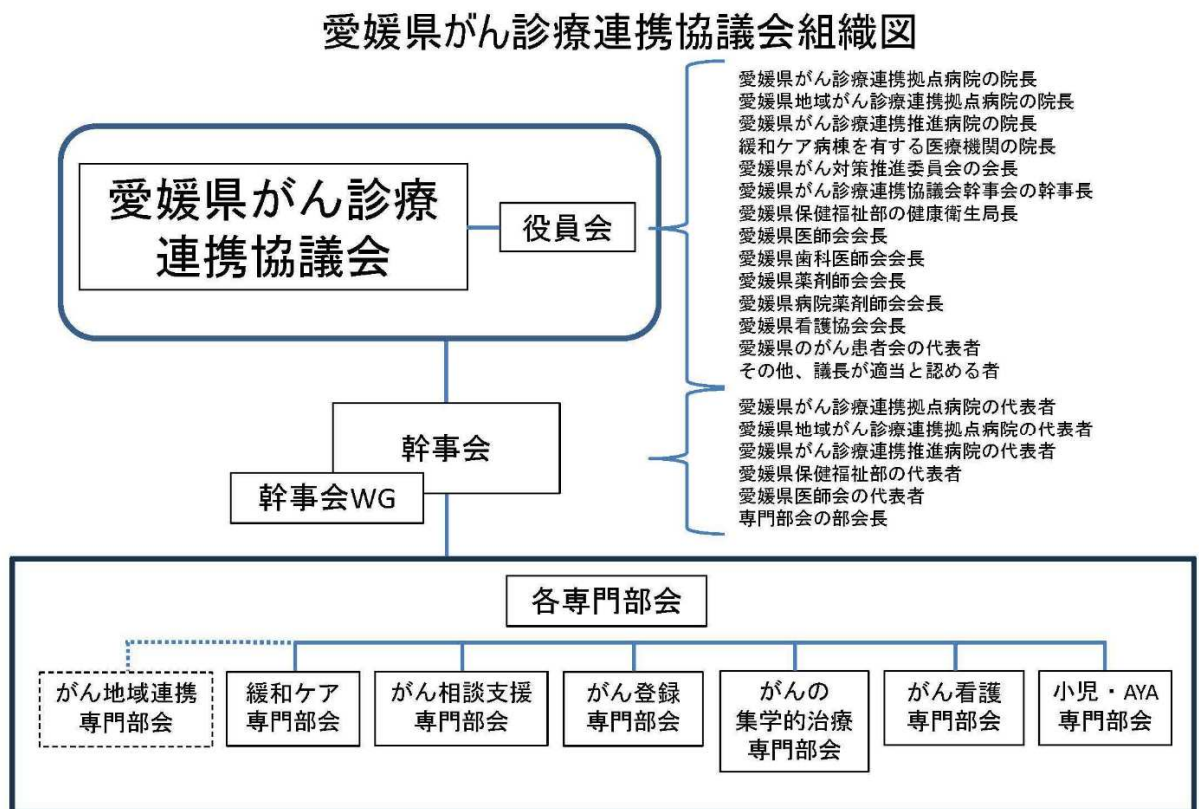 愛媛県がん診療連携協議会組織図
愛媛県がん診療
連携協議会
役員会
愛媛県がん診療連携拠点病院の院長
愛媛県地域がん診療連携拠点病院の院長
愛媛県がん診療連携推進病院の院長
緩和ケア病棟を有する医療機関の院長
愛媛県がん対策推進委員会の会長
愛媛県がん診療連携協議会幹事会の幹事長
愛媛県保健福祉部の健康衛生局長
愛媛県医師会会長
愛媛県歯科医師会会長
愛媛県薬剤師会会長
愛媛県病院薬剤師会会長
愛媛県看護協会会長
愛媛県のがん患者会の代表者
その他、議長が適当と認める者
幹事会
幹事会WG
愛媛県がん診療連携拠点病院の代表者
愛媛県地域がん診療連携拠点病院の代表者
愛媛県がん診療連携推進病院の代表者
愛媛県保健福祉部の代表者
愛媛県医師会の代表者
専門部会の部会長
各専門部会
がん地域連携
専門部会
緩和ケア
専門部会
がん相談支援
専門部会
がん登録
専門部会
がんの
集学的治療
専門部会
がん看護
専門部会
小児・AYA
専門部会